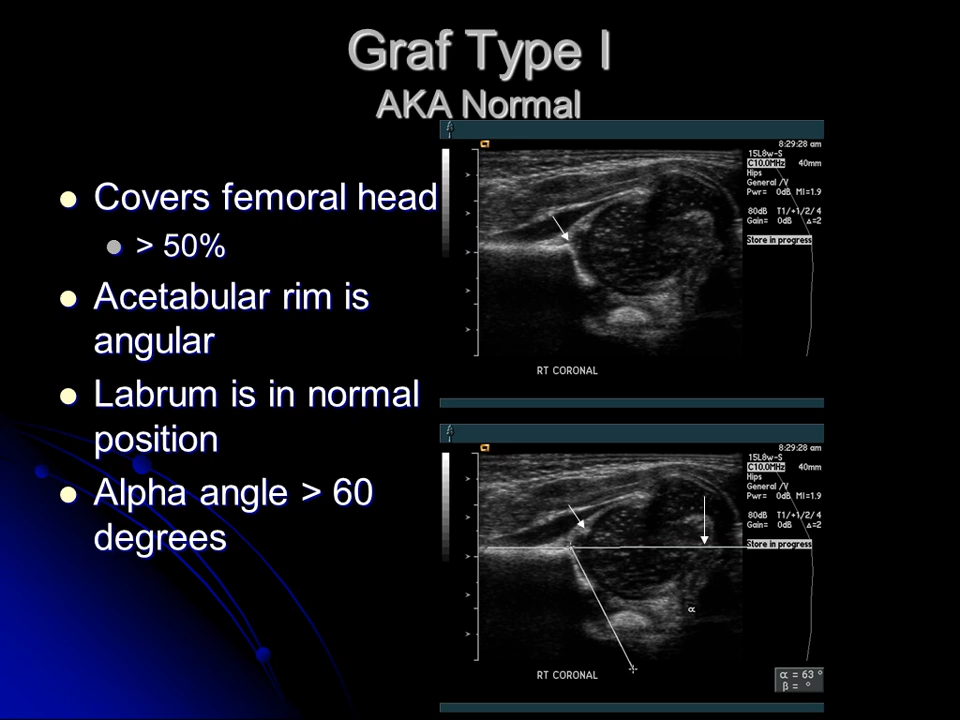 Graf Type I
AKA Normal
Covers femoral head
> 50%
Acetabular rim is
angular
Labrum is in normal
position
Alpha angle > 60
degrees
8:29:28 am
15L8w-S
C10.0MHz 40mm
Hips
General /V
Pwr= 0dB MI=1.9
80dB T1/+1/2/4
Gain= 0dB Δ=2
Store in progress
RT CORONAL
8:29:28 am
15L8w-S
C10.0MHz 40mm
Hips
General /V
Pwr= 0dB MI=1.9
80dB T1/+1/2/4
Gain= 0dB Δ=2
Store in progress
α
RT CORONAL
α = 63 °
β = °